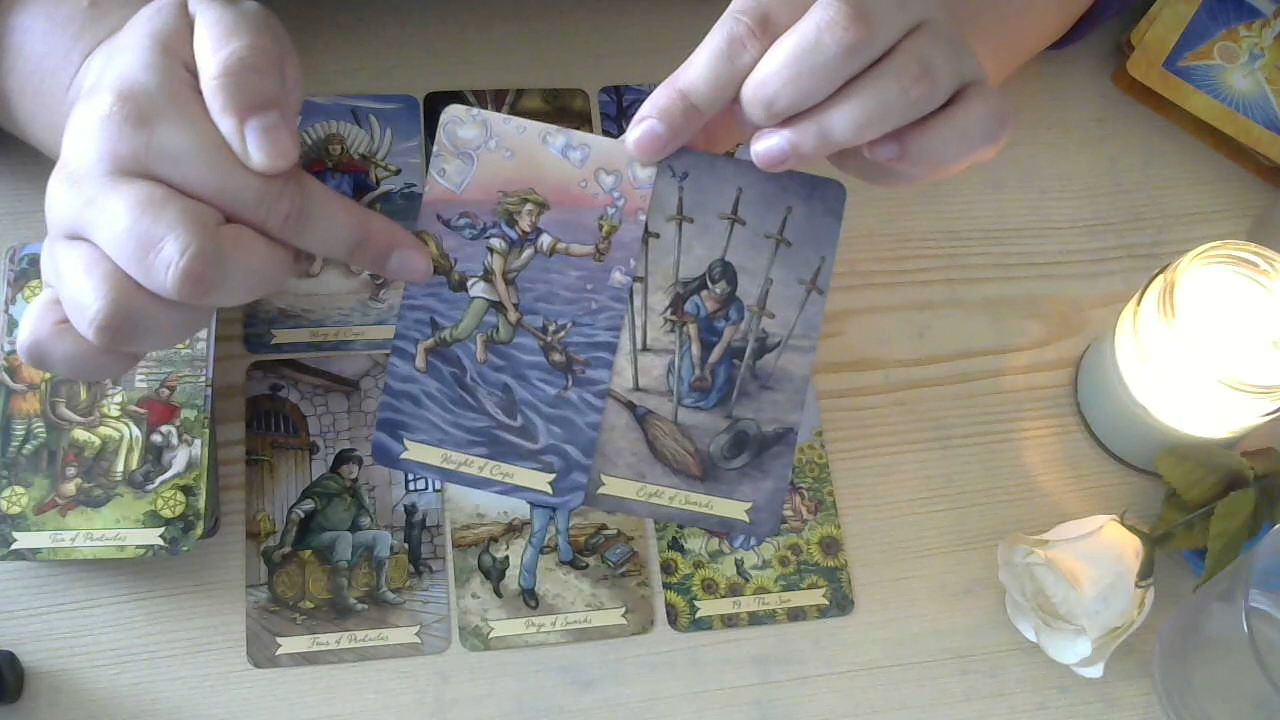 King of Cups
Knight of Cups
Eight of Swords
Ten of Pentacles
Four of Pentacles
Page of Swords
19 - The Sun